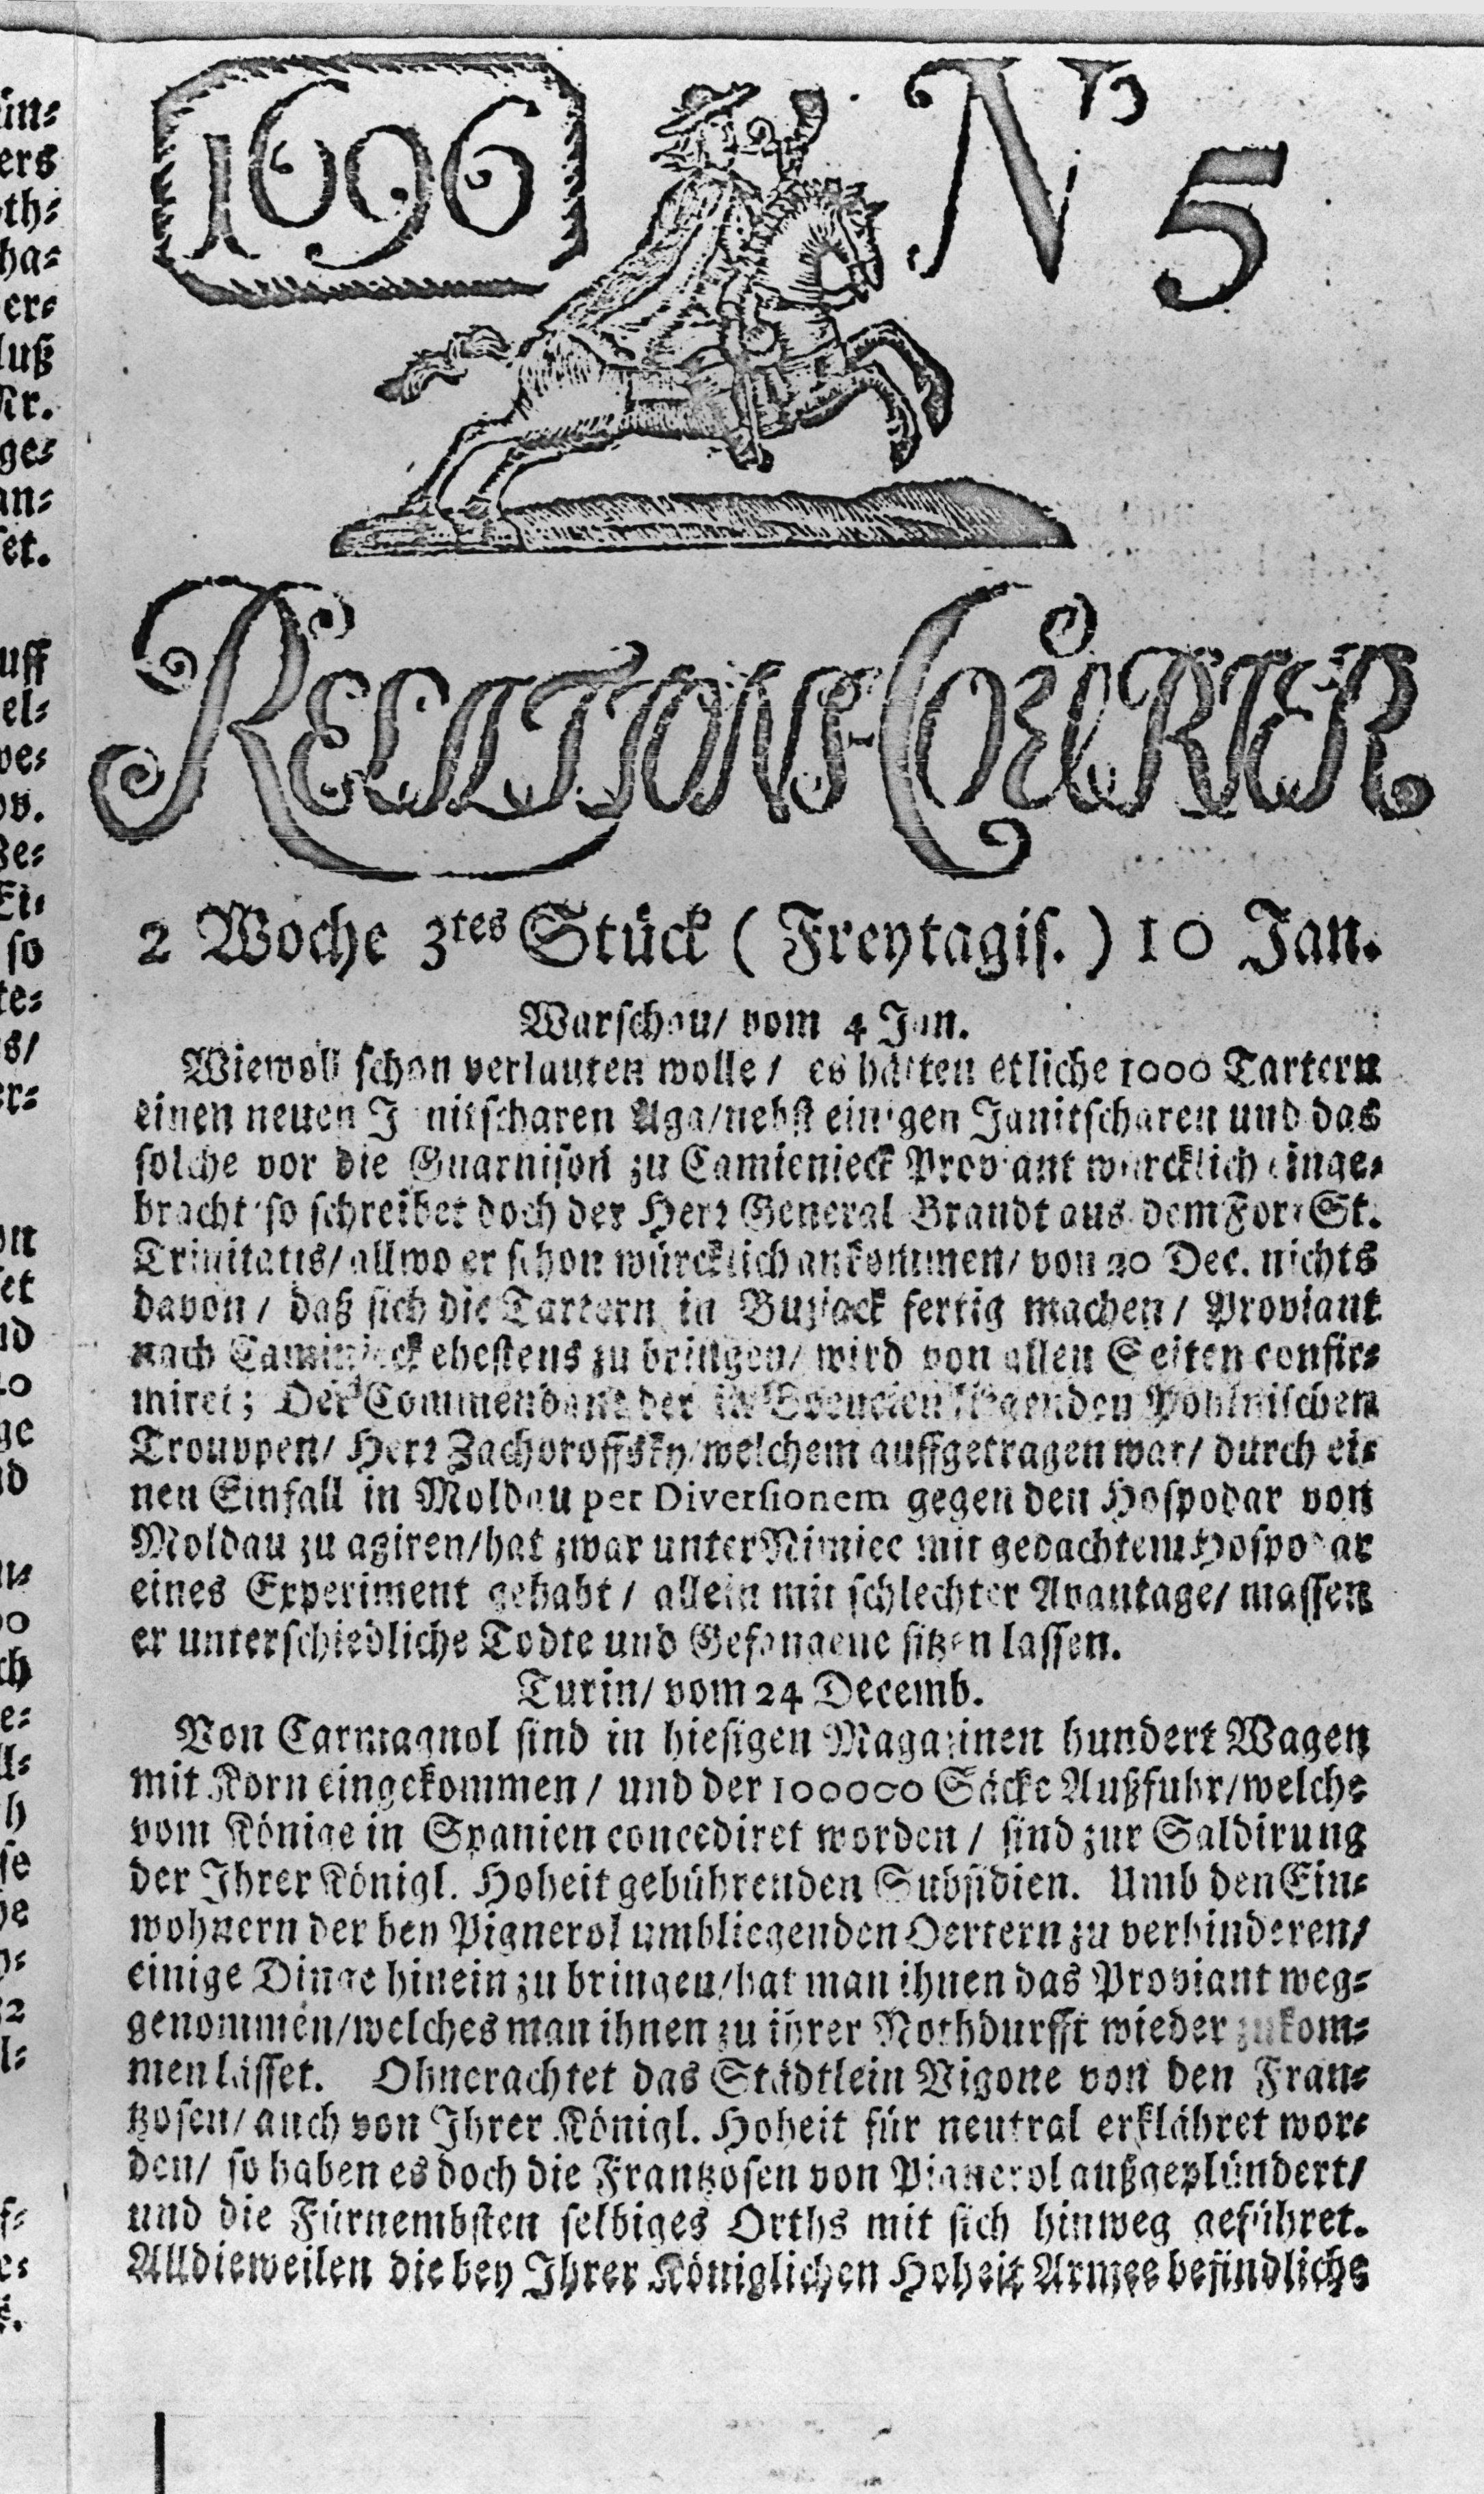 1696
N 5
RELATIONS-COURIER
2 Woche 3tes Stück ( Freytagis. ) 10 Jan.
Warschau/ vom 4 Jan.
Wiewoll schon verlauten wolle / es hätten etliche 1000 Tartern
einen neuen Janitscharen Aga/nebst einigen Janitscharen und das
solche vor die Guarnison zu Camienieck Proviant würcklich einge-
bracht so schreibet doch der Herr General Brandt aus dem Fort St.
Trinitatis/ allwo er schon würcklich ankommen/ von 20 Dec. nichts
davon / daß sich die Tartern in Buziack fertig machen / Proviant
nach Caminieck ehestens zu bringen/ wird von allen Seiten confir-
miret; Der Commendant der in Pohlnischen
Trouppen/ Herr Zachoroffsky/welchem auffgetragen war/ durch ei-
nen Einfall in Moldau per Diversionem gegen den Hospodar von
Moldau zu agiren/hat zwar unter Nimiec mit gedachtem Hospodar
eines Experiment gehabt / allein mit schlechter Avantage/ massen
er unterschiedliche Todte und Gefangene sitzen lassen.
Turin/ vom 24 Decemb.
Von Carmagnol sind in hiesigen Magazinen hundert Wagen
mit Korn eingekommen / und der 100000 Säcke Außfuhr/welche
vom Könige in Spanien concediret worden / sind zur Saldirung
der Ihrer Königl. Hoheit gebührenden Subsidien. Umb den Ein-
wohnern der bey Pignerol umbliegenden Oertern zu verhinderen/
einige Dinge hinein zu bringen/hat man ihnen das Proviant weg-
genommen/welches man ihnen zu ihrer Nothdurfft wieder zukom-
men lässet. Ohnerachtet das Städtlein Vigone von den Fran-
tzosen/ auch von Ihrer Königl. Hoheit für neutral erklähret wor-
den/ so haben es doch die Frantzosen von Pignerol außgeplündert/
und die Fürnembsten selbiges Orths mit sich hinweg geführet.
Alldieweilen die bey Ihrer Königlichen Hoheit Armee befindliche